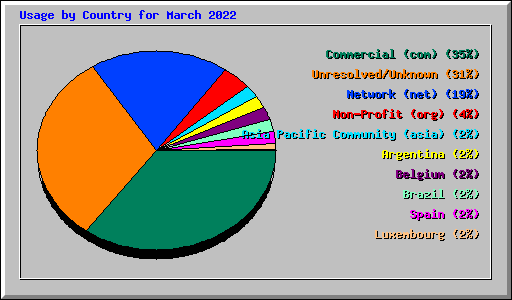 Usage by Country for March 2022
Commercial (com) (35%)
Unresolved/Unknown (31%)
Network (net) (19%)
Non-Profit (org) (4%)
Asia Pacific Community (asia) (2%)
Argentina (2%)
Belgium (2%)
Brazil (2%)
Spain (2%)
Luxembourg (2%)